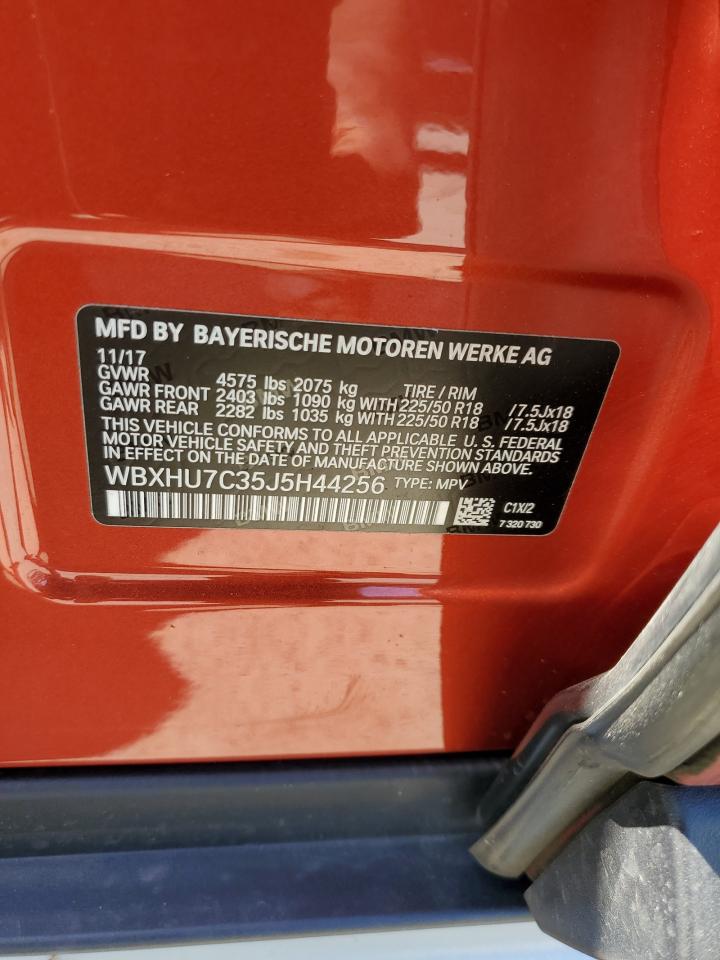 MFD BY BAYERISCHE MOTOREN WERKE AG
11/17
GVWR 4575 lbs 2075 kg TIRE / RIM
GAWR FRONT 2403 lbs 1090 kg WITH 225/50 R18 /7.5Jx18
GAWR REAR 2282 lbs 1035 kg WITH 225/50 R18 /7.5Jx18
THIS VEHICLE CONFORMS TO ALL APPLICABLE U. S. FEDERAL
MOTOR VEHICLE SAFETY AND THEFT PREVENTION STANDARDS
IN EFFECT ON THE DATE OF MANUFACTURE SHOWN ABOVE.
WBXHU7C35J5H44256 TYPE: MPV
C1X/2
7 320 730